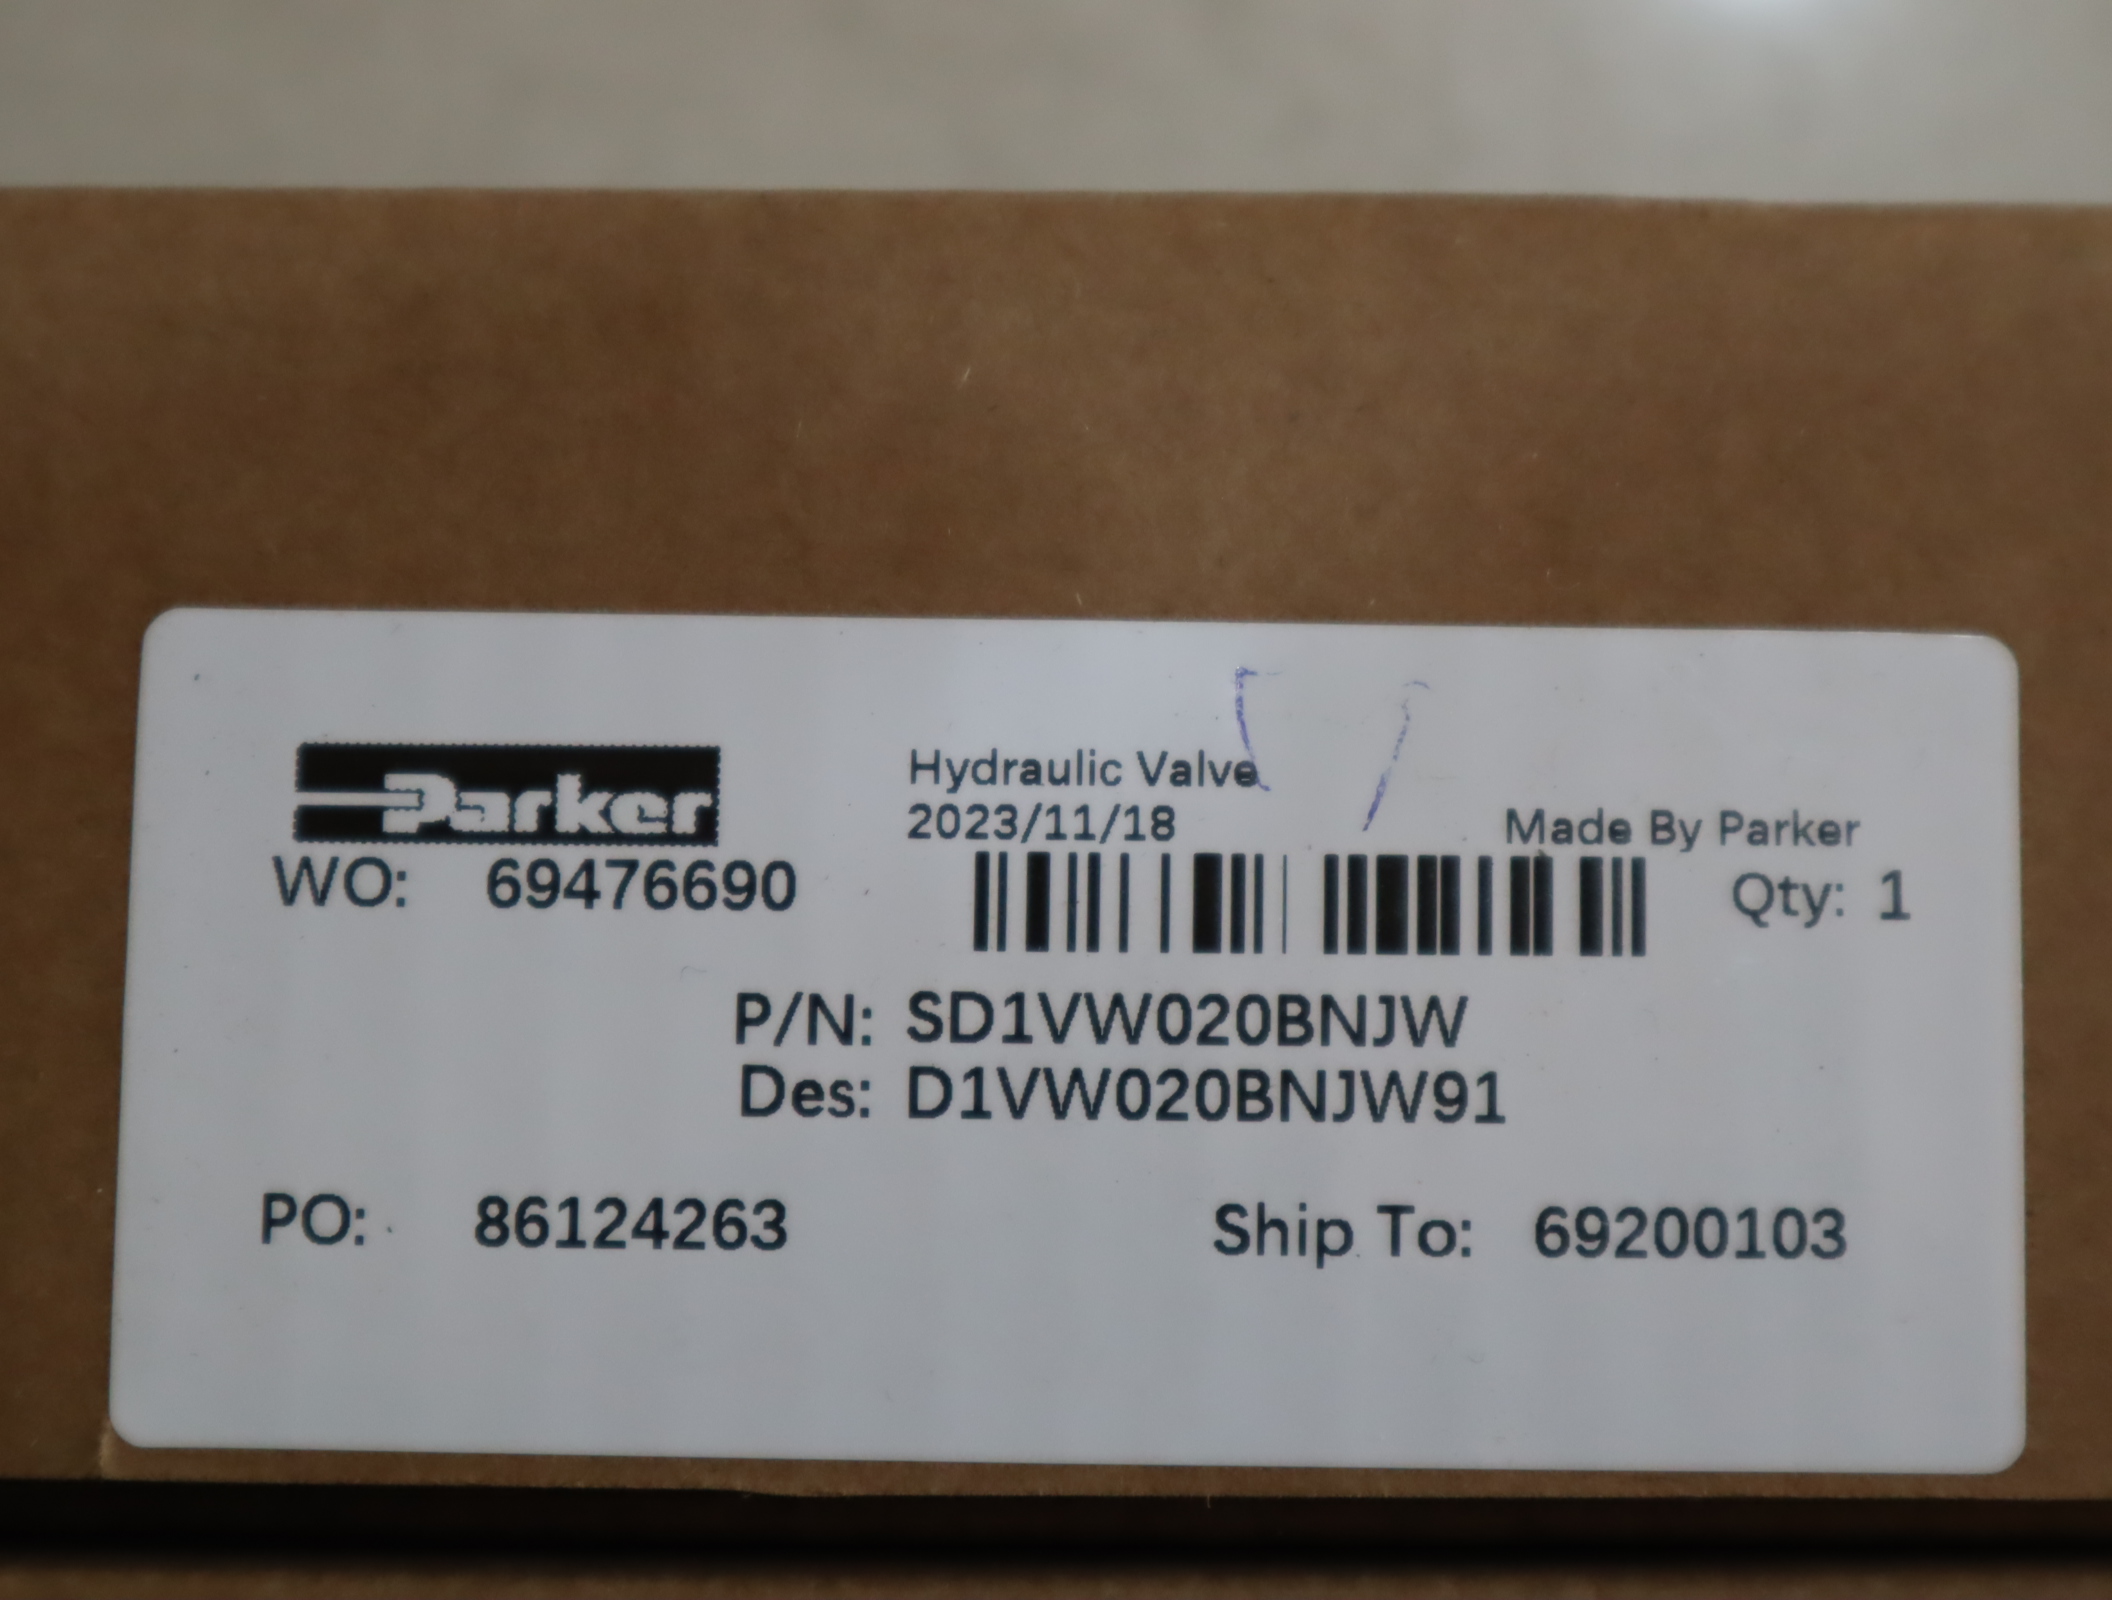 Parker
Hydraulic Valve
2023/11/18
Made By Parker
WO: 69476690
Qty: 1
P/N: SD1VW020BNJW
Des: D1VW020BNJW91
PO: 86124263
Ship To: 69200103